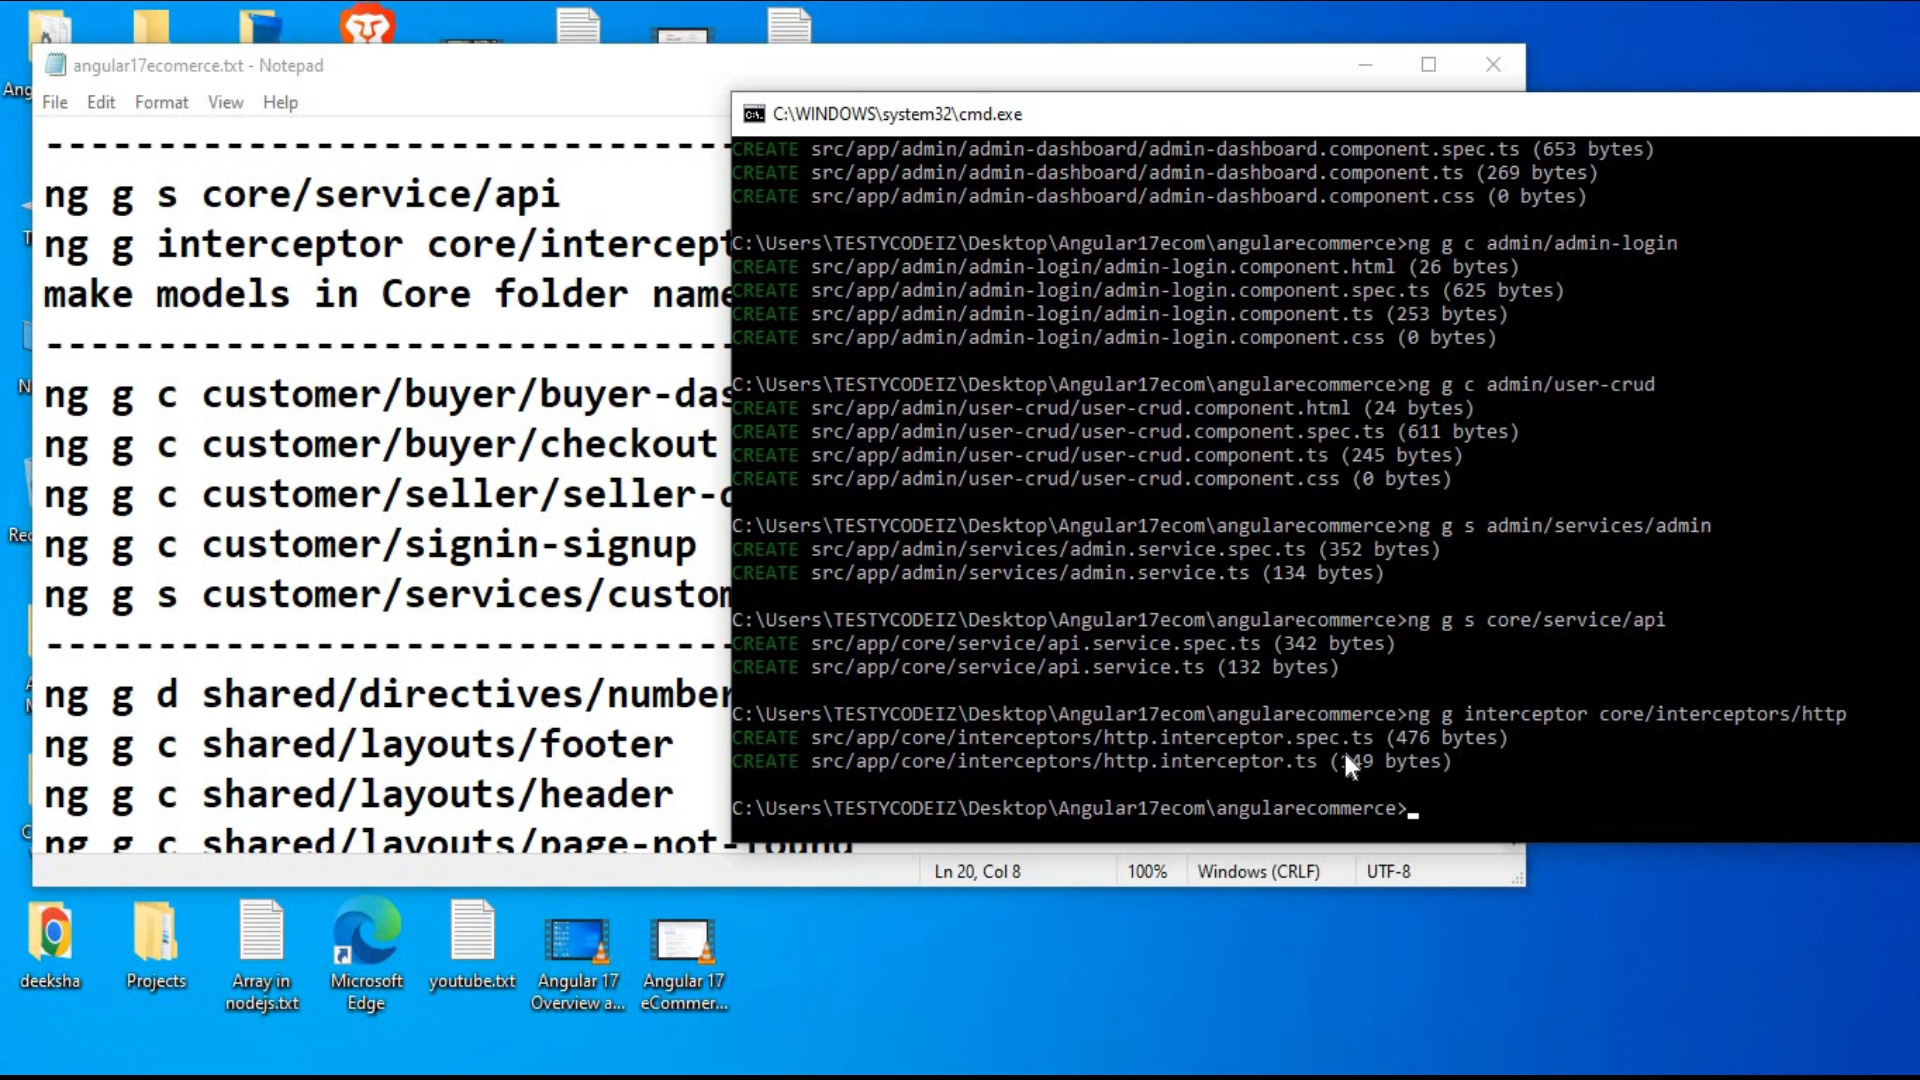 angular17ecomerce.txt - Notepad
File Edit Format View Help
--------------------------------
ng g s core/service/api
ng g interceptor core/intercept
make models in Core folder name
--------------------------------
ng g c customer/buyer/buyer-das
ng g c customer/buyer/checkout
ng g c customer/seller/seller-d
ng g c customer/signin-signup
ng g s customer/services/custom
--------------------------------
ng g d shared/directives/number
ng g c shared/layouts/footer
ng g c shared/layouts/header
ng g c shared/layouts/page-not-found
Ln 20, Col 8 100% Windows (CRLF) UTF-8
C:\WINDOWS\system32\cmd.exe
CREATE src/app/admin/admin-dashboard/admin-dashboard.component.spec.ts (653 bytes)
CREATE src/app/admin/admin-dashboard/admin-dashboard.component.ts (269 bytes)
CREATE src/app/admin/admin-dashboard/admin-dashboard.component.css (0 bytes)
C:\Users\TESTYCODEIZ\Desktop\Angular17ecom\angularecommerce>ng g c admin/admin-login
CREATE src/app/admin/admin-login/admin-login.component.html (26 bytes)
CREATE src/app/admin/admin-login/admin-login.component.spec.ts (625 bytes)
CREATE src/app/admin/admin-login/admin-login.component.ts (253 bytes)
CREATE src/app/admin/admin-login/admin-login.component.css (0 bytes)
C:\Users\TESTYCODEIZ\Desktop\Angular17ecom\angularecommerce>ng g c admin/user-crud
CREATE src/app/admin/user-crud/user-crud.component.html (24 bytes)
CREATE src/app/admin/user-crud/user-crud.component.spec.ts (611 bytes)
CREATE src/app/admin/user-crud/user-crud.component.ts (245 bytes)
CREATE src/app/admin/user-crud/user-crud.component.css (0 bytes)
C:\Users\TESTYCODEIZ\Desktop\Angular17ecom\angularecommerce>ng g s admin/services/admin
CREATE src/app/admin/services/admin.service.spec.ts (352 bytes)
CREATE src/app/admin/services/admin.service.ts (134 bytes)
C:\Users\TESTYCODEIZ\Desktop\Angular17ecom\angularecommerce>ng g s core/service/api
CREATE src/app/core/service/api.service.spec.ts (342 bytes)
CREATE src/app/core/service/api.service.ts (132 bytes)
C:\Users\TESTYCODEIZ\Desktop\Angular17ecom\angularecommerce>ng g interceptor core/interceptors/http
CREATE src/app/core/interceptors/http.interceptor.spec.ts (476 bytes)
CREATE src/app/core/interceptors/http.interceptor.ts (149 bytes)
C:\Users\TESTYCODEIZ\Desktop\Angular17ecom\angularecommerce>
deeksha
Projects
Array in
nodejs.txt
Microsoft
Edge
youtube.txt
Angular 17
Overview a...
Angular 17
eCommer...